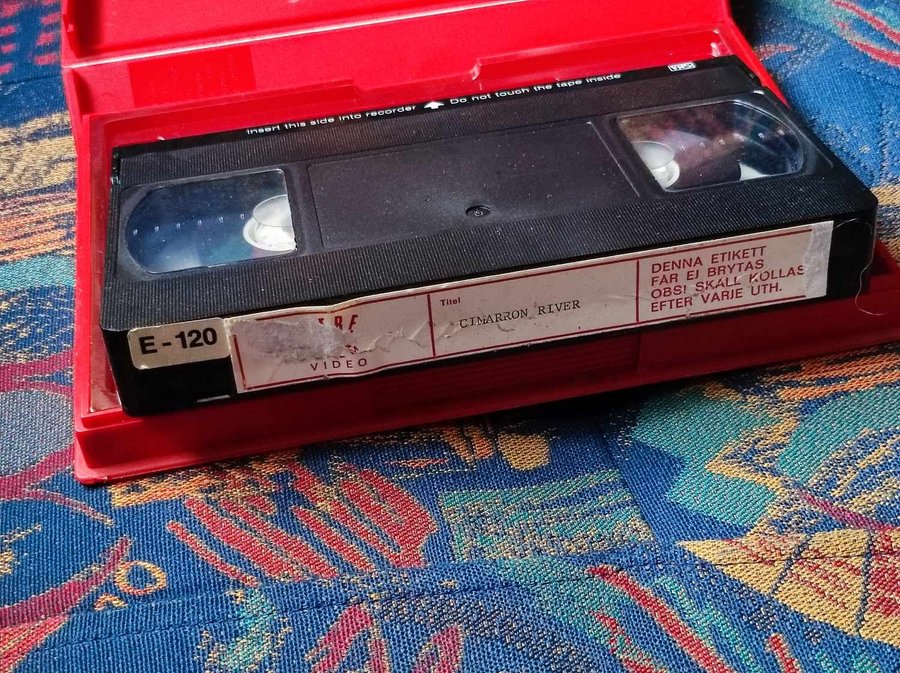 VHS
Insert this side into recorder Do not touch the tape inside
E-120
VIDEO
Titel
CIMARRON RIVER
DENNA ETIKETT
FÅR EJ BRYTAS
OBS! SKALL KOLLAS
EFTER VARJE UTH.